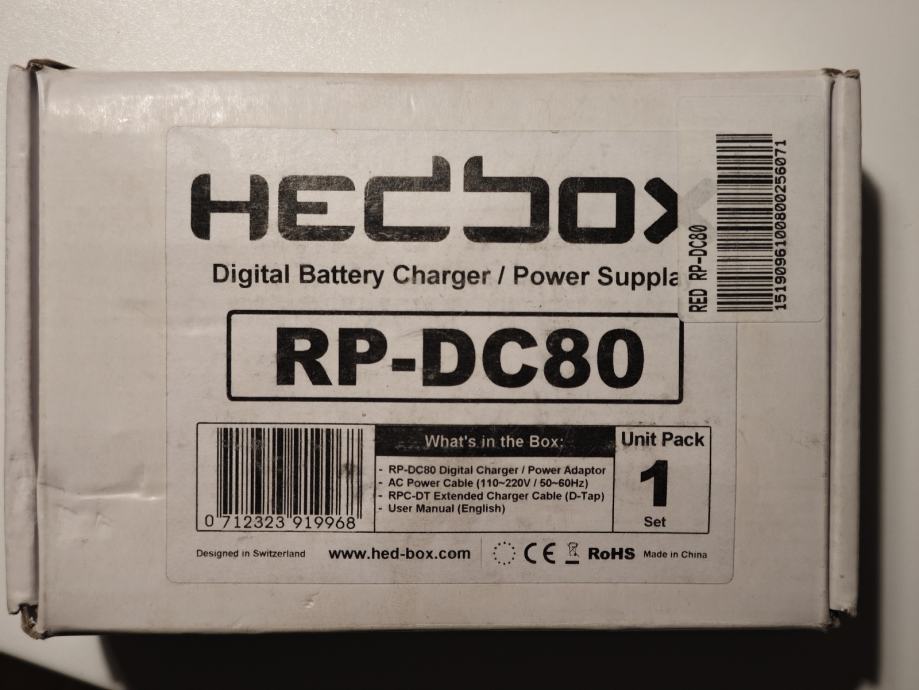 HEDBOX
Digital Battery Charger / Power Suppla
RP-DC80
RED RP-DC80
15190961008002560​71
0 712323 919968
What's in the Box:
- RP-DC80 Digital Charger / Power Adaptor
- AC Power Cable (110~220V / 50~60Hz)
- RPC-DT Extended Charger Cable (D-Tap)
- User Manual (English)
Unit Pack
1
Set
Designed in Switzerland
www.hed-box.com
CE
RoHS
Made in China